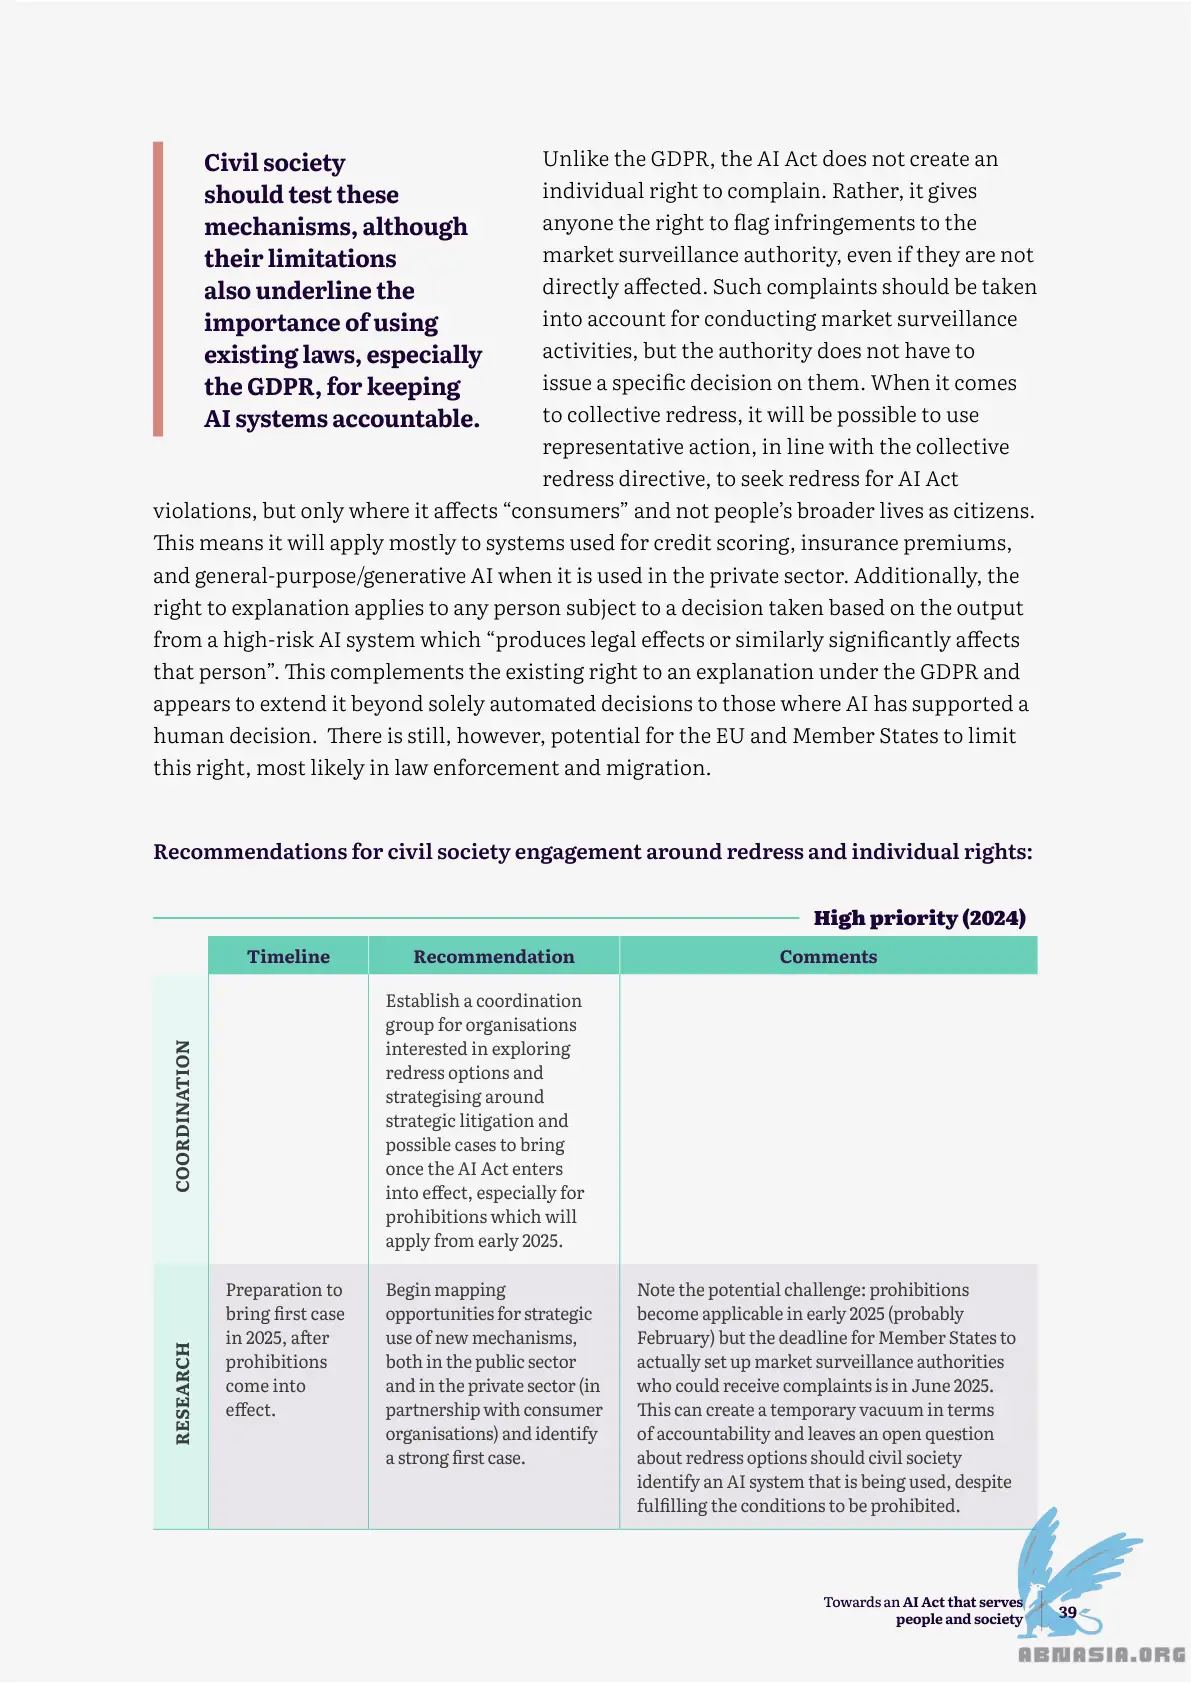 Civil society
should test these
mechanisms, although
their limitations
also underline the
importance of using
existing laws, especially
the GDPR, for keeping
AI systems accountable.
Unlike the GDPR, the AI Act does not create an
individual right to complain. Rather, it gives
anyone the right to flag infringements to the
market surveillance authority, even if they are not
directly affected. Such complaints should be taken
into account for conducting market surveillance
activities, but the authority does not have to
issue a specific decision on them. When it comes
to collective redress, it will be possible to use
representative action, in line with the collective
redress directive, to seek redress for AI Act
violations, but only where it affects “consumers” and not people’s broader lives as citizens.
This means it will apply mostly to systems used for credit scoring, insurance premiums,
and general-purpose/generative AI when it is used in the private sector. Additionally, the
right to explanation applies to any person subject to a decision taken based on the output
from a high-risk AI system which “produces legal effects or similarly significantly affects
that person”. This complements the existing right to an explanation under the GDPR and
appears to extend it beyond solely automated decisions to those where AI has supported a
human decision.  There is still, however, potential for the EU and Member States to limit
this right, most likely in law enforcement and migration.
Recommendations for civil society engagement around redress and individual rights:
High priority (2024)
Timeline
Recommendation
Comments
COORDINATION
Establish a coordination
group for organisations
interested in exploring
redress options and
strategising around
strategic litigation and
possible cases to bring
once the AI Act enters
into effect, especially for
prohibitions which will
apply from early 2025.
RESEARCH
Preparation to
bring first case
in 2025, after
prohibitions
come into
effect.
Begin mapping
opportunities for strategic
use of new mechanisms,
both in the public sector
and in the private sector (in
partnership with consumer
organisations) and identify
a strong first case.
Note the potential challenge: prohibitions
become applicable in early 2025 (probably
February) but the deadline for Member States to
actually set up market surveillance authorities
who could receive complaints is in June 2025.
This can create a temporary vacuum in terms
of accountability and leaves an open question
about redress options should civil society
identify an AI system that is being used, despite
fulfilling the conditions to be prohibited.
Towards an AI Act that serves
people and society
39
ABNASIA.ORG